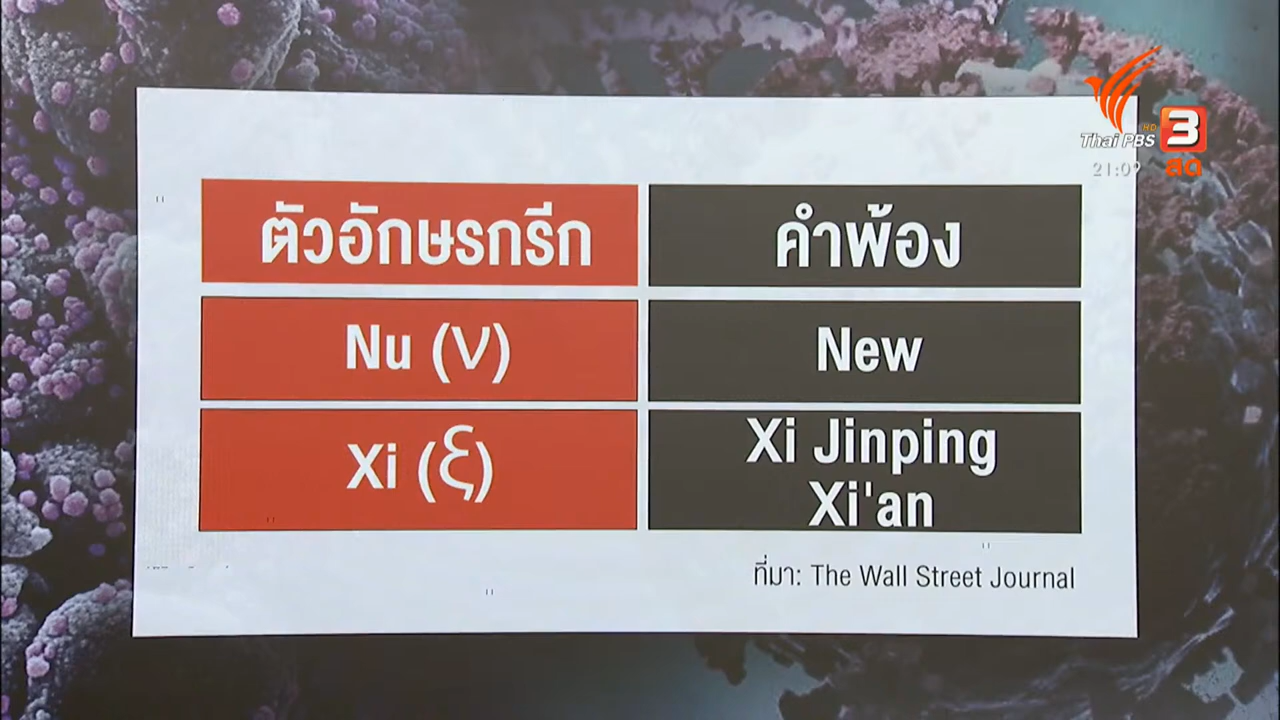 Thai PBS HD 3
21:09 สด
ตัวอักษรกรีก คำพ้อง
Nu (ν) New
Xi (ξ) Xi Jinping
Xi'an
ที่มา: The Wall Street Journal